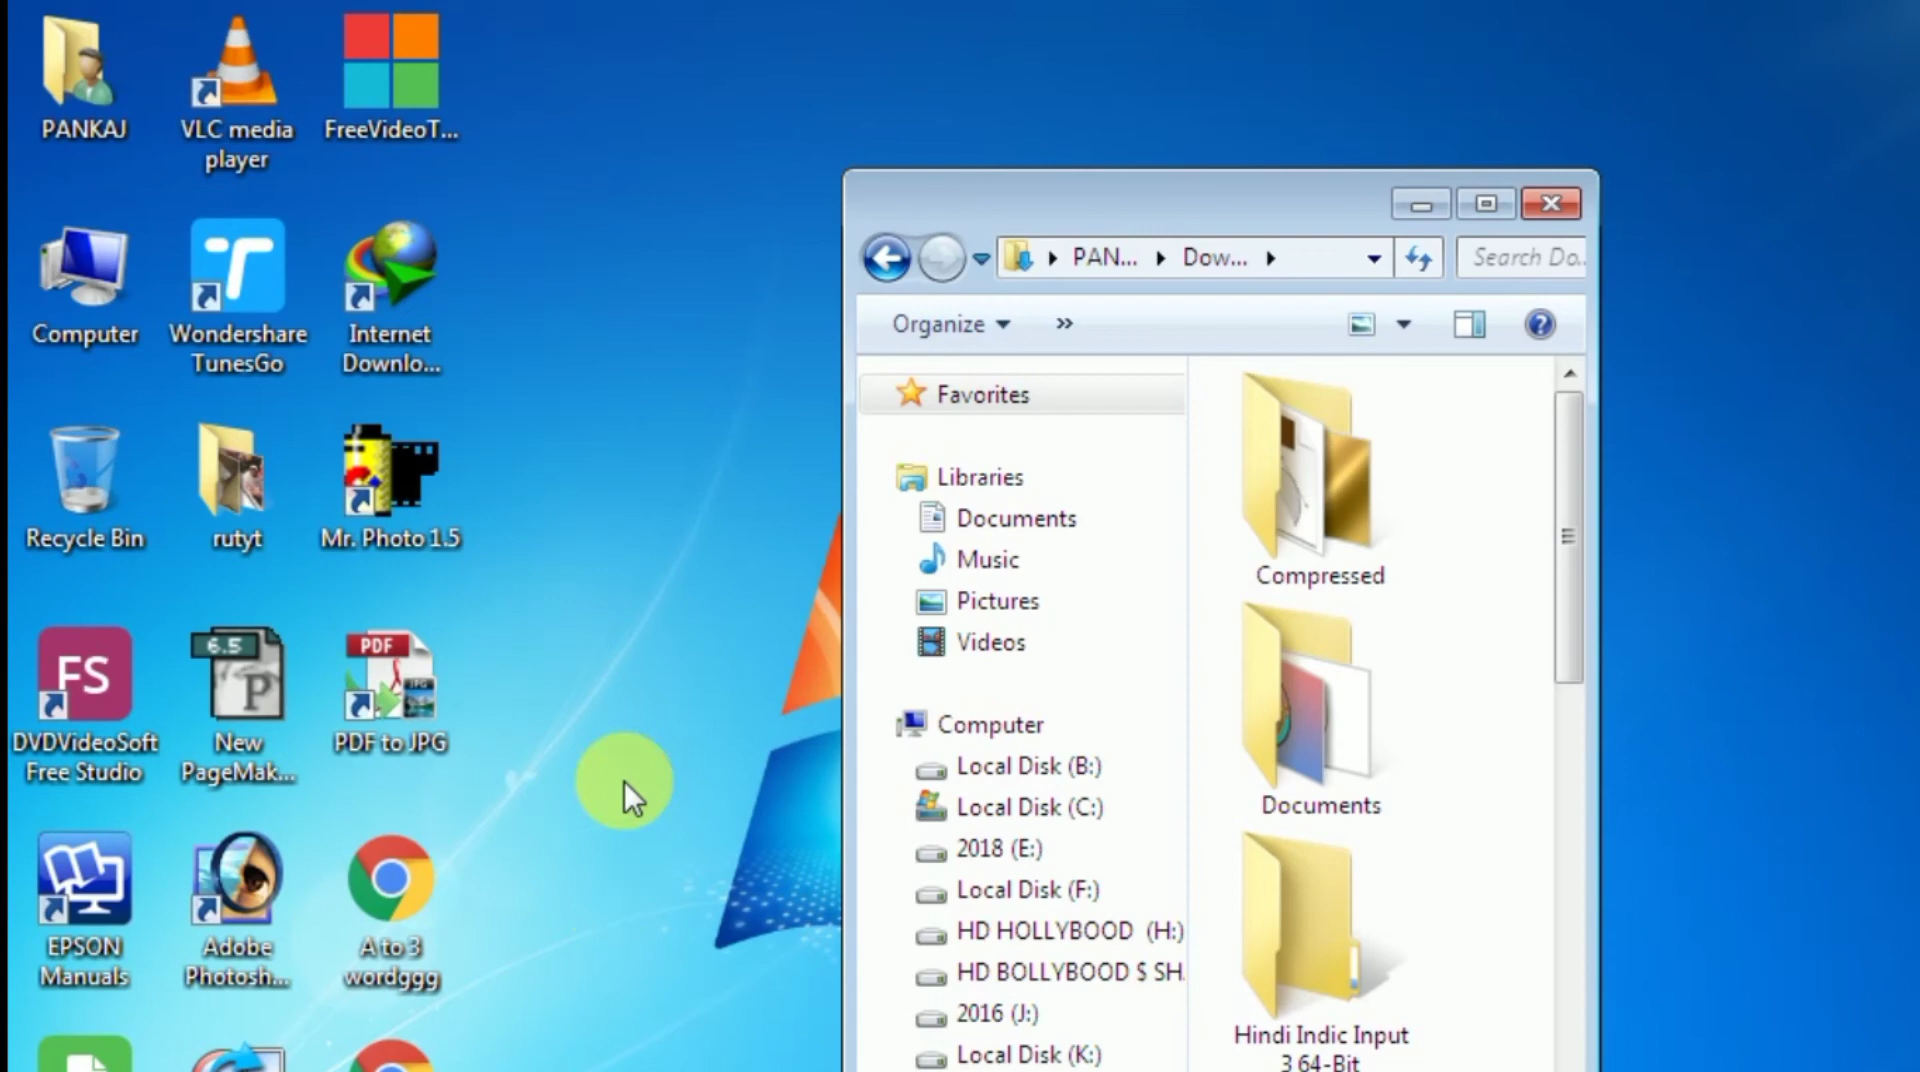 PANKAJ
VLC media
player
FreeVideoT...
Computer
Wondershare
TunesGo
Internet
Downlo...
Recycle Bin
rutyt
Mr. Photo 1.5
FS
DVDVideoSoft
Free Studio
6.5
P
New
PageMak...
PDF
JPG
PDF to JPG
EPSON
Manuals
Adobe
Photosh...
A to 3
wordggg
PAN...
Dow...
Search Do..
Organize
»
Favorites
Libraries
Documents
Music
Pictures
Videos
Computer
Local Disk (B:)
Local Disk (C:)
2018 (E:)
Local Disk (F:)
HD HOLLYBOOD (H:)
HD BOLLYBOOD $ SH.
2016 (J:)
Local Disk (K:)
Compressed
Documents
Hindi Indic Input
3 64-Bit